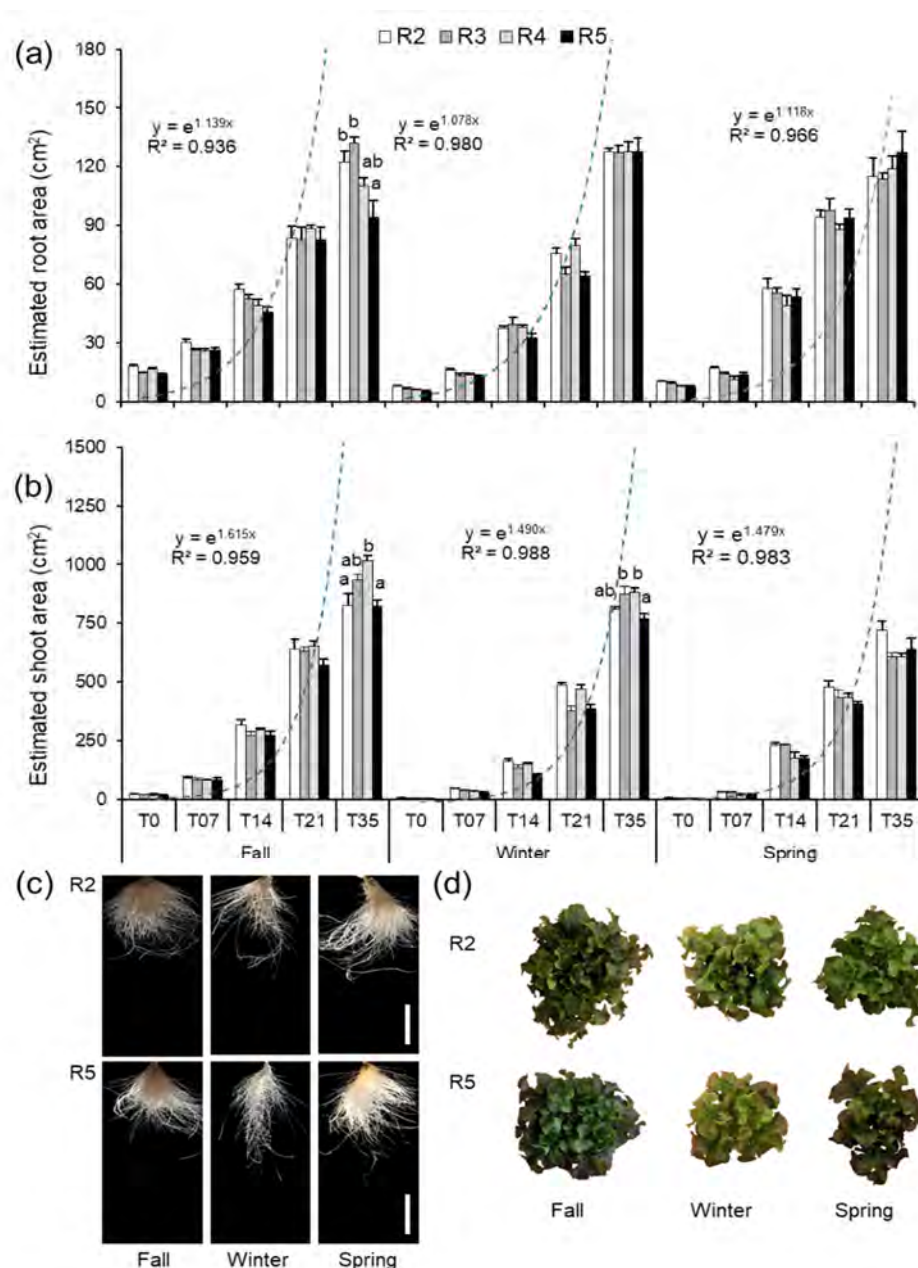 (a)
R2 R3 R4 R5
Estimated root area (cm²)
180
150
120
90
60
30
0
y = e^1.139x
R² = 0.936
b b ab a
y = e^1.078x
R² = 0.980
y = e^1.118x
R² = 0.966
(b)
Estimated shoot area (cm²)
1500
1250
1000
750
500
250
0
y = e^1.615x
R² = 0.959
a ab b a
y = e^1.490x
R² = 0.988
ab b b a
y = e^1.479x
R² = 0.983
T0 T07 T14 T21 T35 T0 T07 T14 T21 T35 T0 T07 T14 T21 T35
Fall Winter Spring
(c)
R2
R5
Fall Winter Spring
(d)
R2
R5
Fall Winter Spring